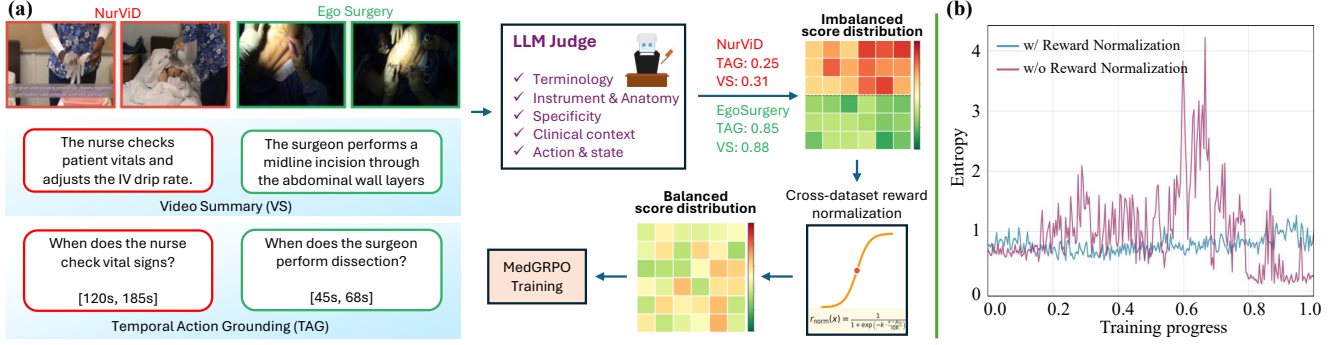 (a)
NurViD
Ego Surgery
The nurse checks
patient vitals and
adjusts the IV drip rate.
The surgeon performs a
midline incision through
the abdominal wall layers
Video Summary (VS)
When does the nurse
check vital signs?
[120s, 185s]
When does the surgeon
perform dissection?
[45s, 68s]
Temporal Action Grounding (TAG)
LLM Judge
✓ Terminology
✓ Instrument & Anatomy
✓ Specificity
✓ Clinical context
✓ Action & state
NurViD
TAG: 0.25
VS: 0.31
EgoSurgery
TAG: 0.85
VS: 0.88
Imbalanced
score distribution
Cross-dataset reward
normalization
Balanced
score distribution
MedGRPO
Training
(b)
w/ Reward Normalization
w/o Reward Normalization
Entropy
4
3
2
1
0
0.0 0.2 0.4 0.6 0.8 1.0
Training progress